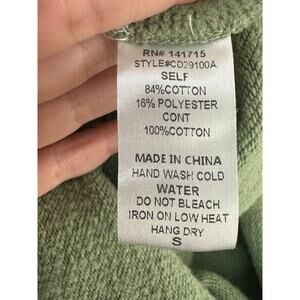 RN# 141715
STYLE#CD29100A
SELF
84%COTTON
16% POLYESTER
CONT
100%COTTON
MADE IN CHINA
HAND WASH COLD
WATER
DO NOT BLEACH
IRON ON LOW HEAT
HANG DRY
S